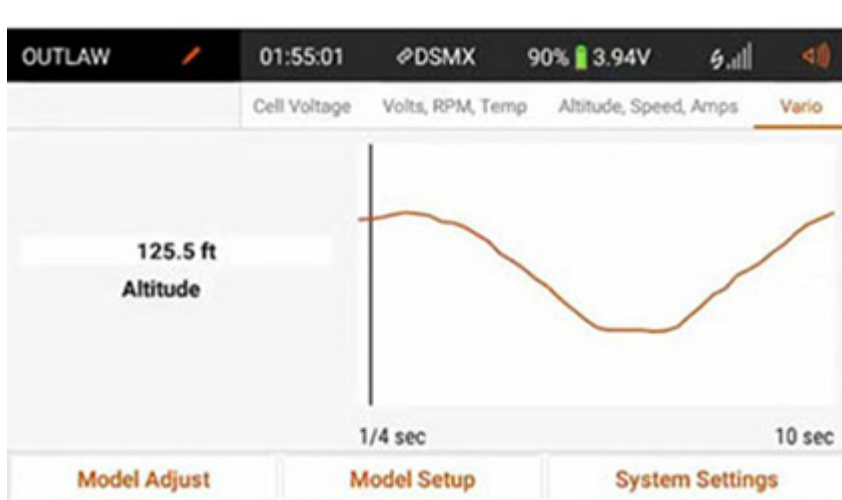 OUTLAW 01:55:01 DSMX 90% 3.94V
Cell Voltage Volts, RPM, Temp Altitude, Speed, Amps Vario
125.5 ft
Altitude
1/4 sec 10 sec
Model Adjust Model Setup System Settings